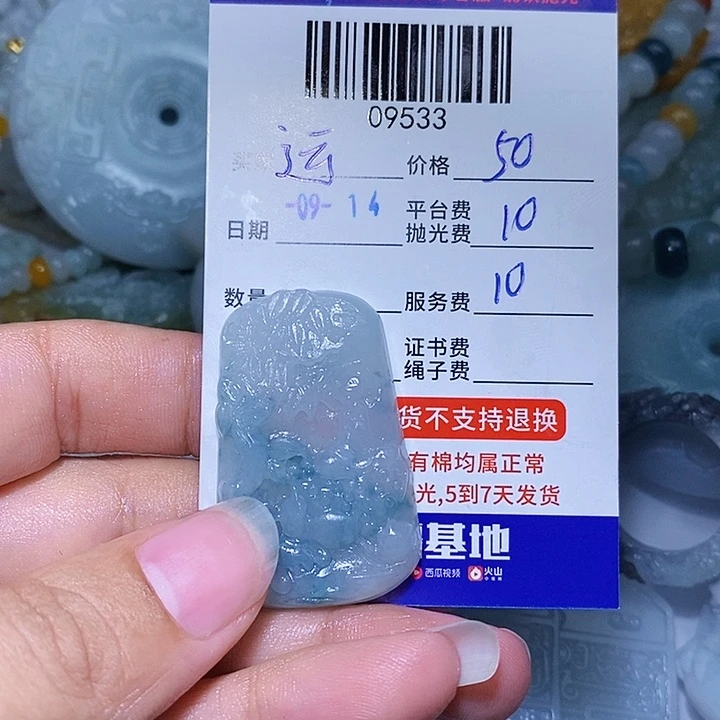 09533
运 价格 50
-09- 14 平台费
日期 抛光费 10
数量 服务费 10
证书费
绳子费
货不支持退换
有棉均属正常
光,5到7天发货
基地
西瓜视频 火山